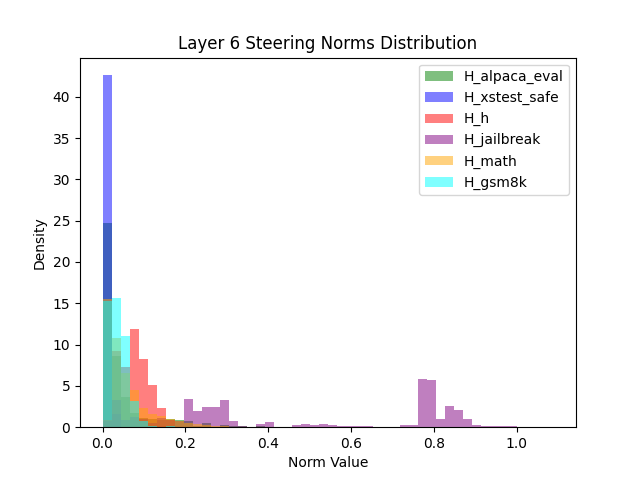 Layer 6 Steering Norms Distribution
H_alpaca_eval
H_xstest_safe
H_h
H_jailbreak
H_math
H_gsm8k
Density
40
35
30
25
20
15
10
5
0
0.0 0.2 0.4 0.6 0.8 1.0
Norm Value